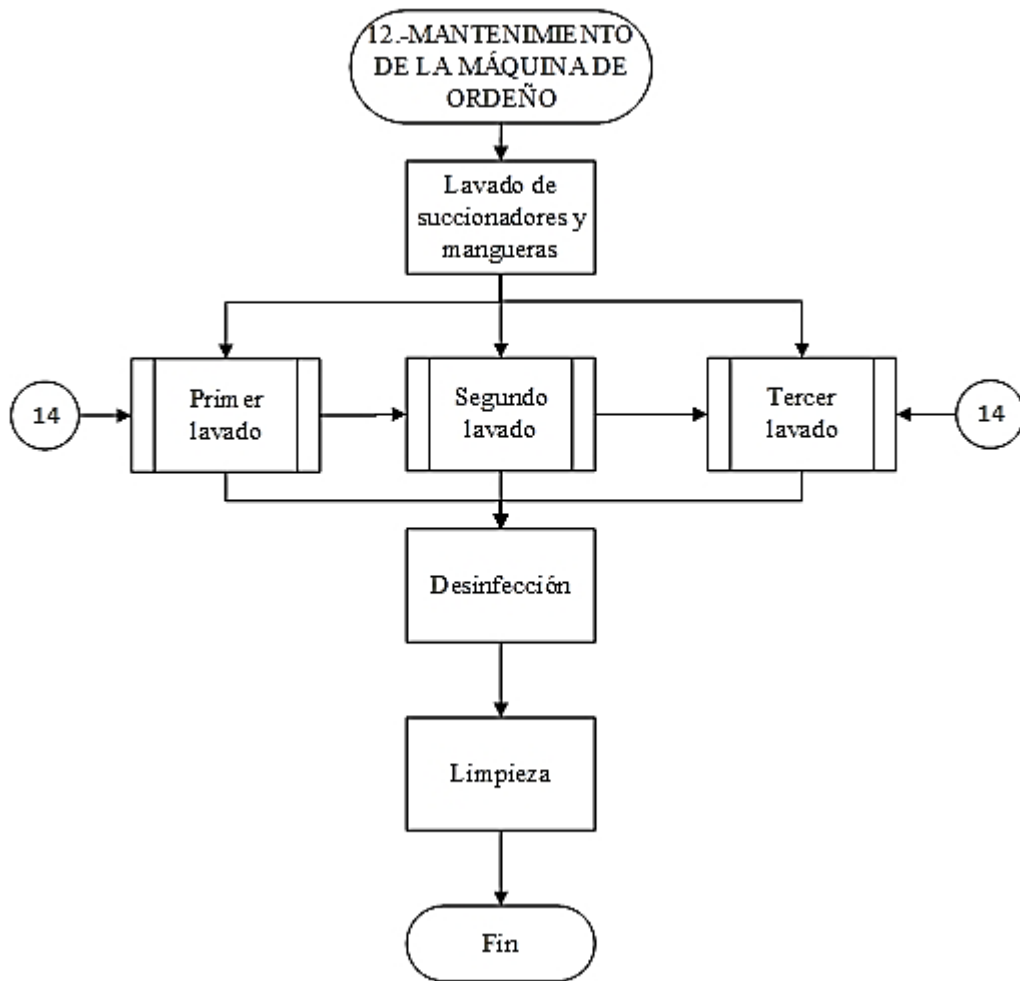 12.-MANTENIMIENTO
DE LA MÁQUINA DE
ORDEÑO
Lavado de
succionadores y
mangueras
14
Primer
lavado
Segundo
lavado
Tercer
lavado
14
Desinfección
Limpieza
Fin